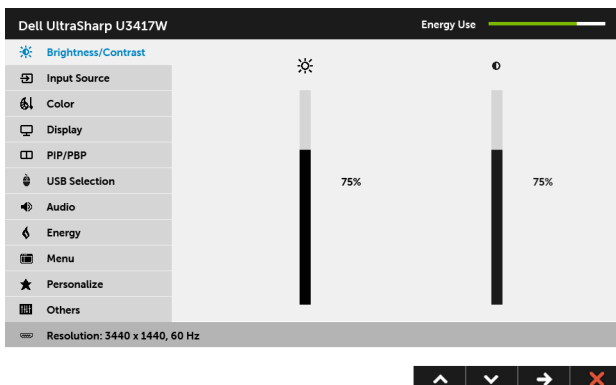 Dell UltraSharp U3417W
Energy Use
Brightness/Contrast
Input Source
Color
Display
PIP/PBP
USB Selection
Audio
Energy
Menu
Personalize
Others
75%
75%
Resolution: 3440 x 1440, 60 Hz